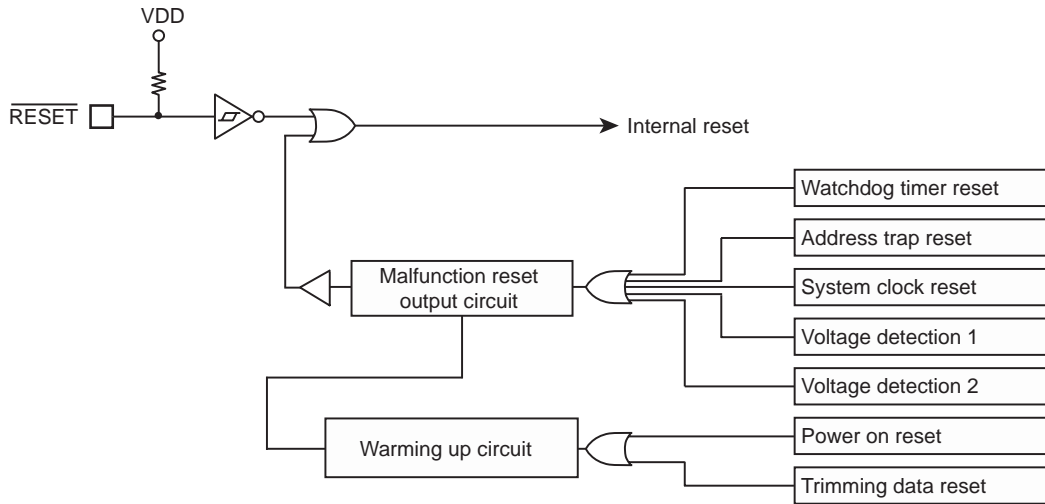 VDD
RESET
Internal reset
Watchdog timer reset
Address trap reset
Malfunction reset
output circuit
System clock reset
Voltage detection 1
Voltage detection 2
Warming up circuit
Power on reset
Trimming data reset